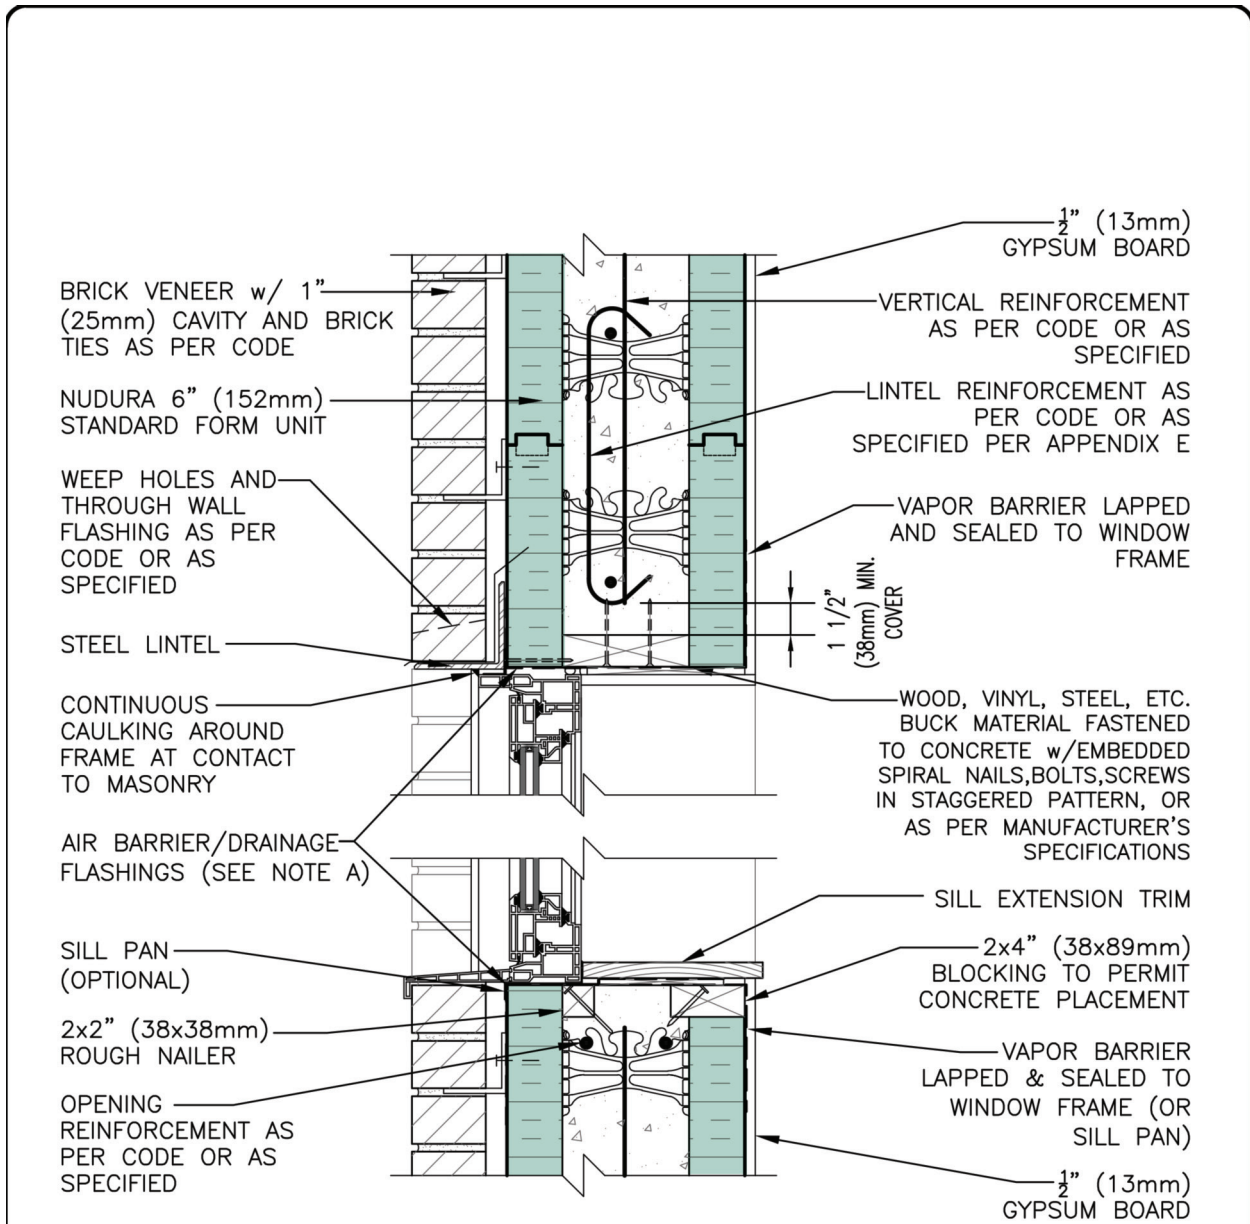 BRICK VENEER w/ 1"
(25mm) CAVITY AND BRICK
TIES AS PER CODE
NUDURA 6" (152mm)
STANDARD FORM UNIT
WEEP HOLES AND
THROUGH WALL
FLASHING AS PER
CODE OR AS
SPECIFIED
STEEL LINTEL
CONTINUOUS
CAULKING AROUND
FRAME AT CONTACT
TO MASONRY
AIR BARRIER/DRAINAGE
FLASHINGS (SEE NOTE A)
SILL PAN
(OPTIONAL)
2x2" (38x38mm)
ROUGH NAILER
OPENING
REINFORCEMENT AS
PER CODE OR AS
SPECIFIED
1/2" (13mm)
GYPSUM BOARD
VERTICAL REINFORCEMENT
AS PER CODE OR AS
SPECIFIED
LINTEL REINFORCEMENT AS
PER CODE OR AS
SPECIFIED PER APPENDIX E
VAPOR BARRIER LAPPED
AND SEALED TO WINDOW
FRAME
1 1/2"
(38mm) MIN.
COVER
WOOD, VINYL, STEEL, ETC.
BUCK MATERIAL FASTENED
TO CONCRETE w/EMBEDDED
SPIRAL NAILS,BOLTS,SCREWS
IN STAGGERED PATTERN, OR
AS PER MANUFACTURER'S
SPECIFICATIONS
SILL EXTENSION TRIM
2x4" (38x89mm)
BLOCKING TO PERMIT
CONCRETE PLACEMENT
VAPOR BARRIER
LAPPED & SEALED TO
WINDOW FRAME (OR
SILL PAN)
1/2" (13mm)
GYPSUM BOARD